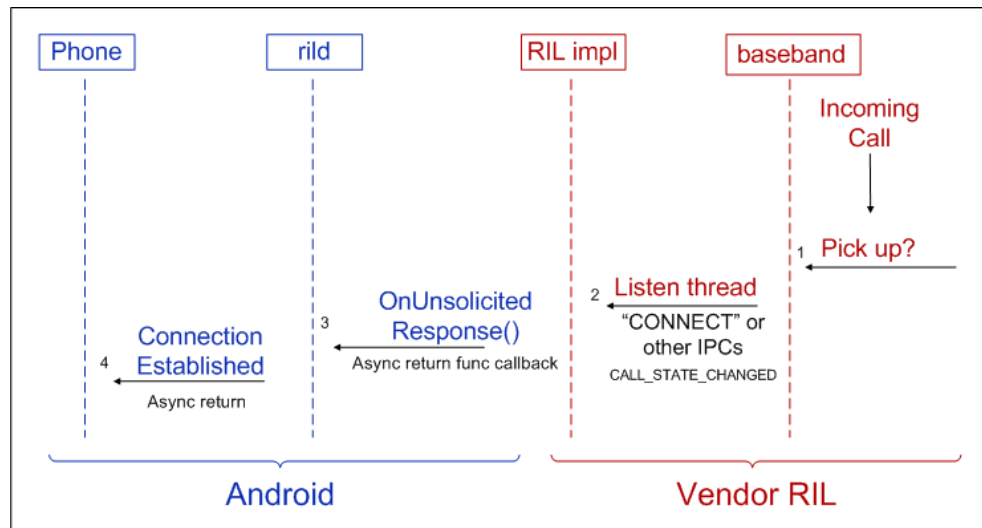 Phone
rild
RIL impl
baseband
Incoming
Call
1
Pick up?
2
Listen thread
"CONNECT" or
other IPCs
CALL_STATE_CHANGED
3
OnUnsolicited
Response()
Async return func callback
4
Connection
Established
Async return
Android
Vendor RIL